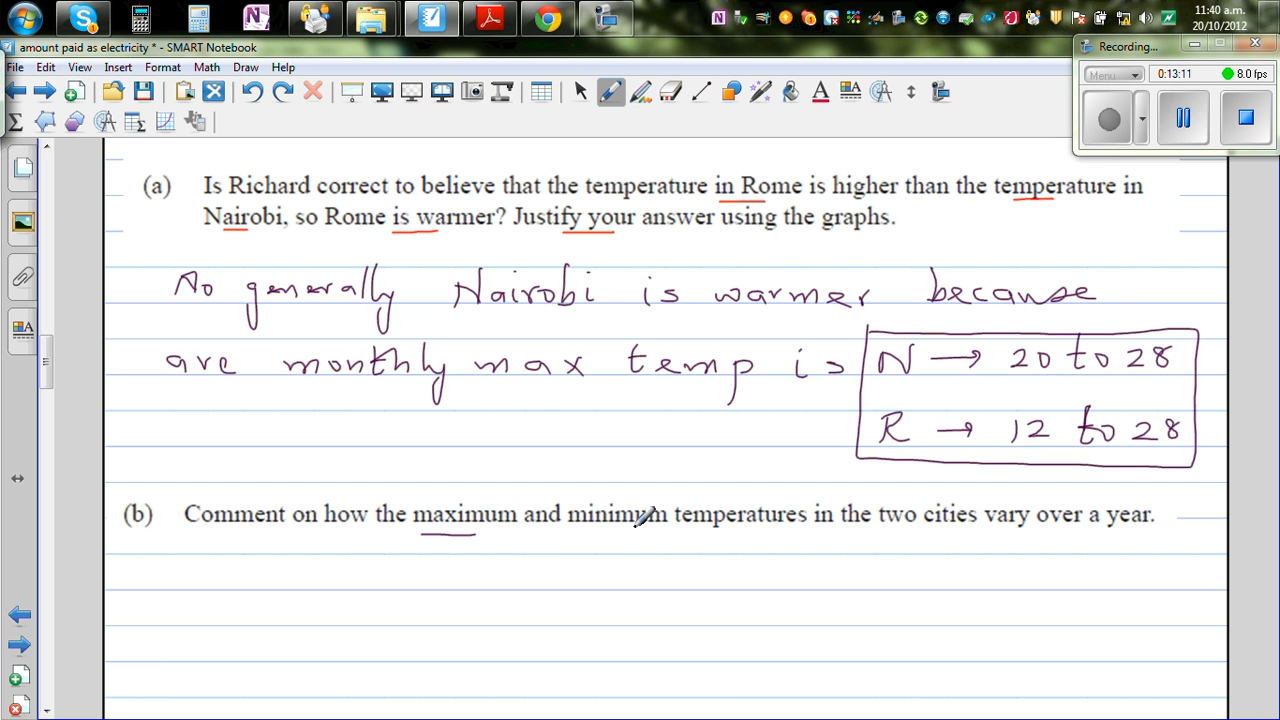 11:40 a.m.
20/10/2012
amount paid as electricity * - SMART Notebook
Recording...
File Edit View Insert Format Math Draw Help
Menu
0:13:11
8.0 fps
(a) Is Richard correct to believe that the temperature in Rome is higher than the temperature in
Nairobi, so Rome is warmer? Justify your answer using the graphs.
No generally Nairobi is warmer because
are monthly max temp is N → 20 to 28
R → 12 to 28
(b) Comment on how the maximum and minimum temperatures in the two cities vary over a year.